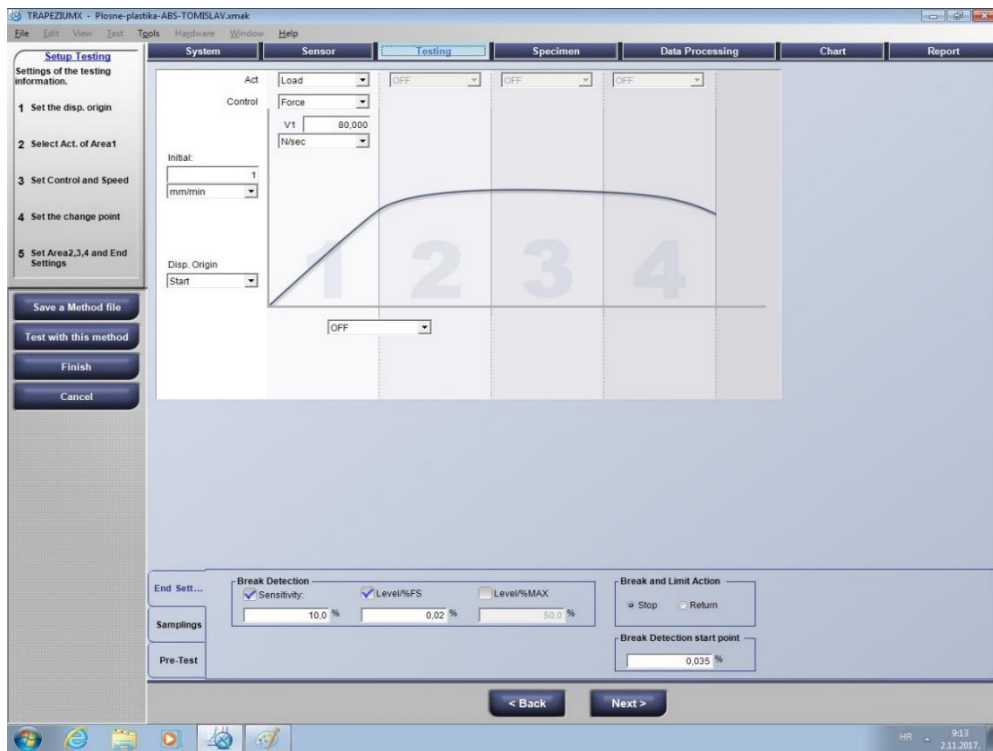 TRAPEZIUMX - Plosne-plastika-ABS-TOMISLAV.xmak
File Edit View Test Tools Hardware Window Help
Setup Testing
Settings of the testing
information.
1 Set the disp. origin
2 Select Act. of Area1
3 Set Control and Speed
4 Set the change point
5 Set Area2,3,4 and End
Settings
Save a Method file
Test with this method
Finish
Cancel
System Sensor Testing Specimen Data Processing Chart Report
Act Load OFF OFF OFF
Control Force
V1 80,000
N/sec
Initial:
1
mm/min
Disp. Origin
Start
1 2 3 4
OFF
End Sett...
Samplings
Pre-Test
Break Detection
Sensitivity: Level/%FS Level/%MAX
10,0 % 0,02 % 50,0 %
Break and Limit Action
Stop Return
Break Detection start point
0,035 %
< Back Next >
HR 9:13
2.11.2017.